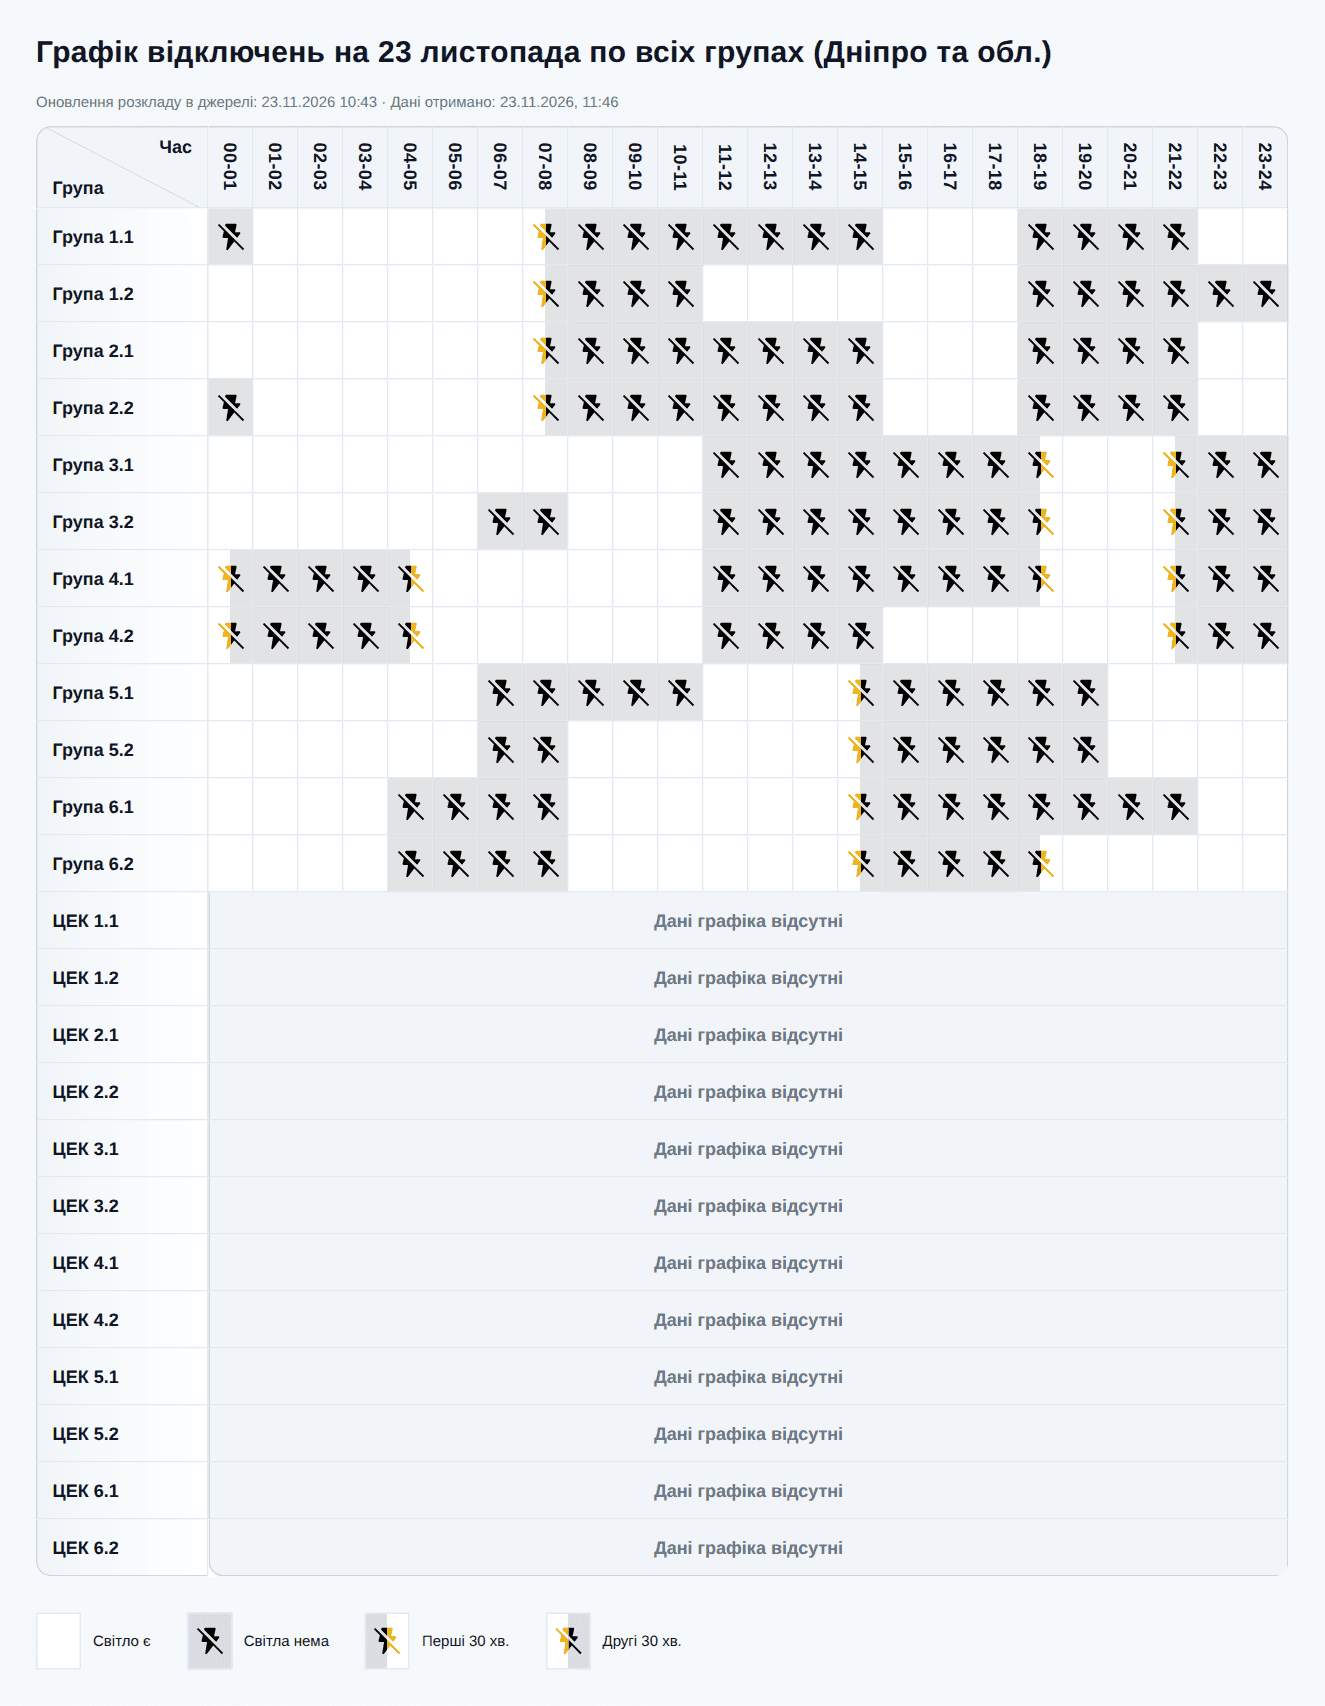 Графік відключень на 23 листопада по всіх групах (Дніпро та обл.)
Оновлення розкладу в джерелі: 23.11.2026 10:43 · Дані отримано: 23.11.2026, 11:46
Час
Група
00-01 01-02 02-03 03-04 04-05 05-06 06-07 07-08 08-09 09-10 10-11 11-12 12-13 13-14 14-15 15-16 16-17 17-18 18-19 19-20 20-21 21-22 22-23 23-24
Група 1.1
Група 1.2
Група 2.1
Група 2.2
Група 3.1
Група 3.2
Група 4.1
Група 4.2
Група 5.1
Група 5.2
Група 6.1
Група 6.2
ЦЕК 1.1 Дані графіка відсутні
ЦЕК 1.2 Дані графіка відсутні
ЦЕК 2.1 Дані графіка відсутні
ЦЕК 2.2 Дані графіка відсутні
ЦЕК 3.1 Дані графіка відсутні
ЦЕК 3.2 Дані графіка відсутні
ЦЕК 4.1 Дані графіка відсутні
ЦЕК 4.2 Дані графіка відсутні
ЦЕК 5.1 Дані графіка відсутні
ЦЕК 5.2 Дані графіка відсутні
ЦЕК 6.1 Дані графіка відсутні
ЦЕК 6.2 Дані графіка відсутні
Світло є Світла нема Перші 30 хв. Другі 30 хв.